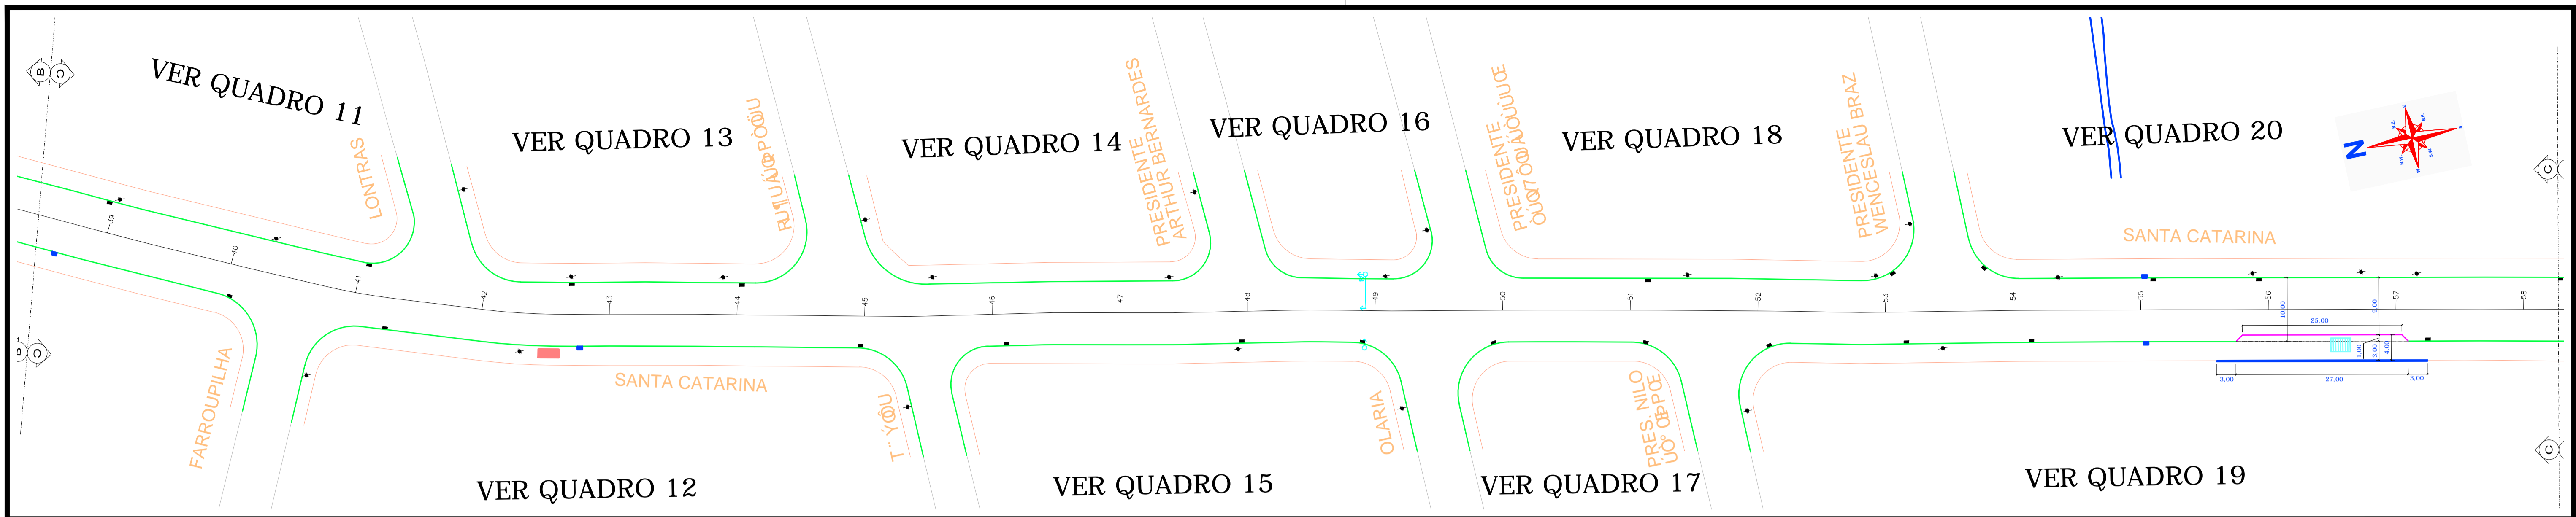 VER QUADRO 11
VER QUADRO 13
VER QUADRO 14
VER QUADRO 16
VER QUADRO 18
VER QUADRO 20
B
C
LONTRAS
PRESIDENTE
ARTHUR BERNARDES
PRESIDENTE
PRESIDENTE
WENCESLAU BRAZ
N
C
SANTA CATARINA
39
40
41
42
43
44
45
46
47
48
49
50
51
52
53
54
55
56
57
58
10,00
9,00
25,00
1,00
3,00
4,00
3,00
27,00
3,00
C
FARROUPILHA
SANTA CATARINA
OLARIA
PRES. NILO
C
VER QUADRO 12
VER QUADRO 15
VER QUADRO 17
VER QUADRO 19